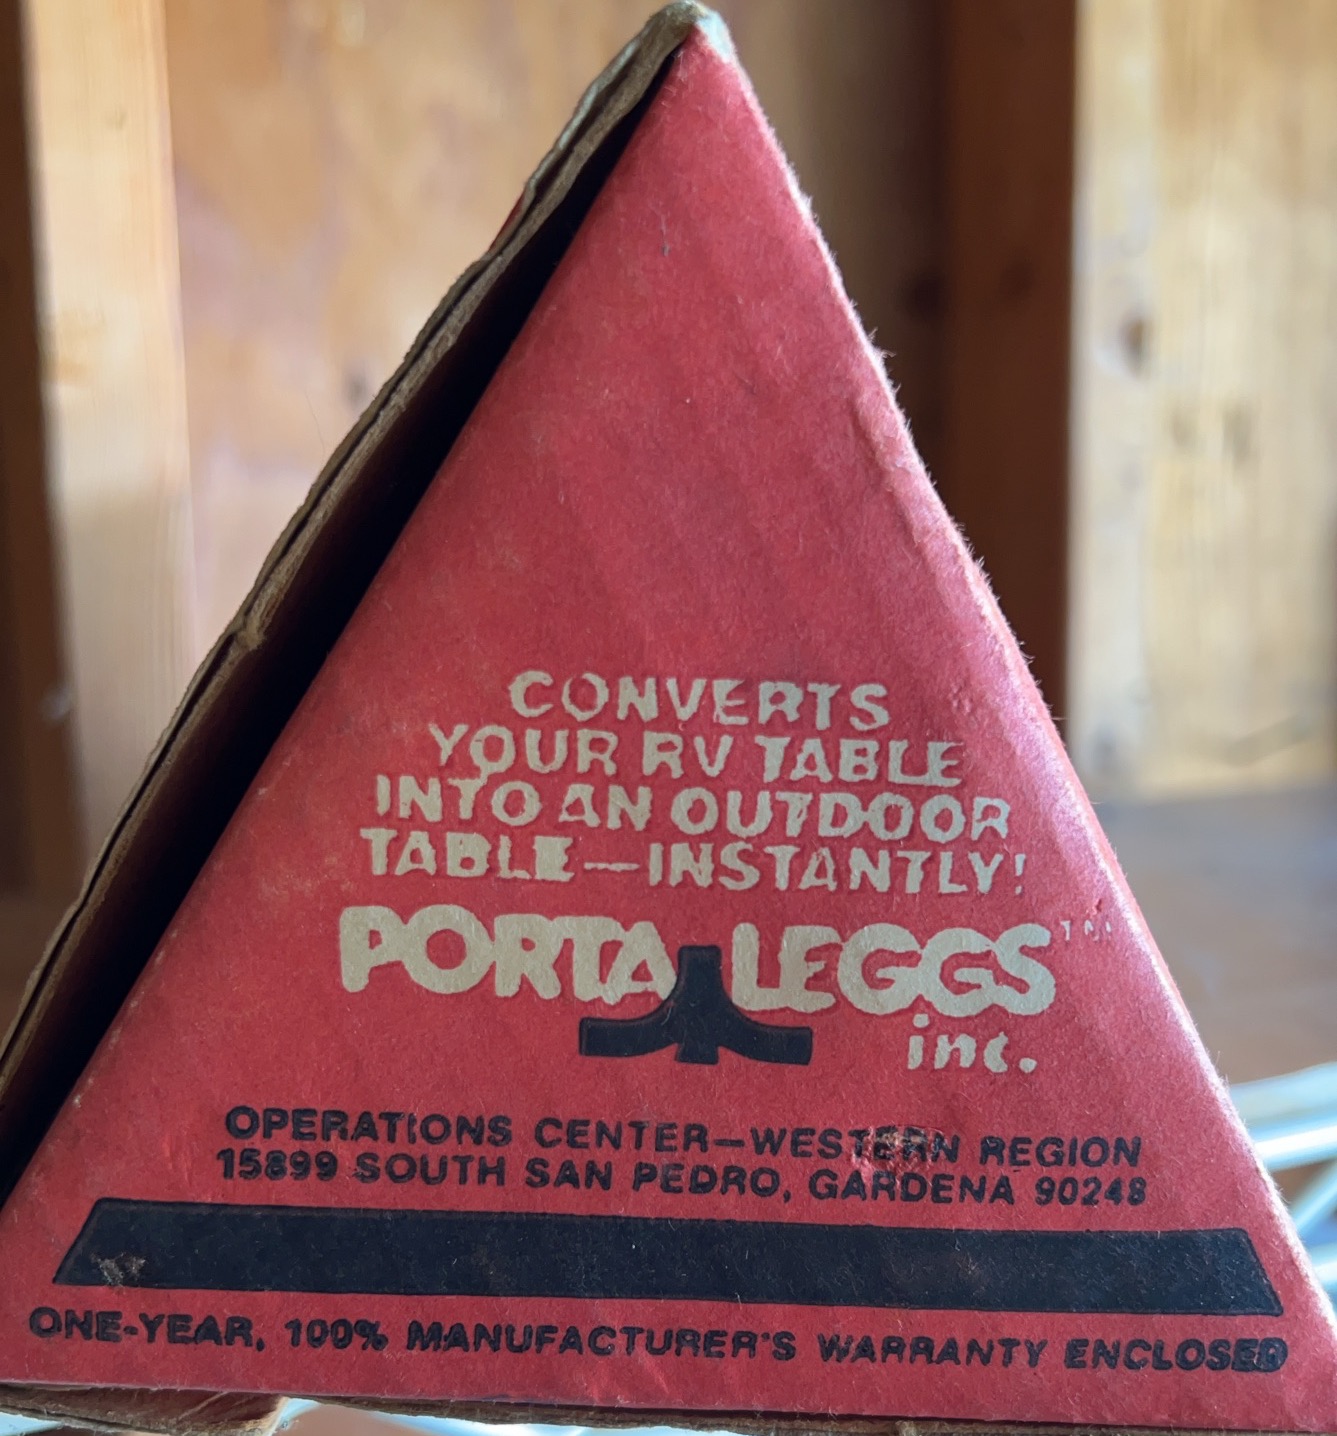 CONVERTS
YOUR RV TABLE
INTO AN OUTDOOR
TABLE—INSTANTLY!
PORTA LEGGS™
inc.
OPERATIONS CENTER—WESTERN REGION
15899 SOUTH SAN PEDRO, GARDENA 90248
ONE-YEAR, 100% MANUFACTURER'S WARRANTY ENCLOSED